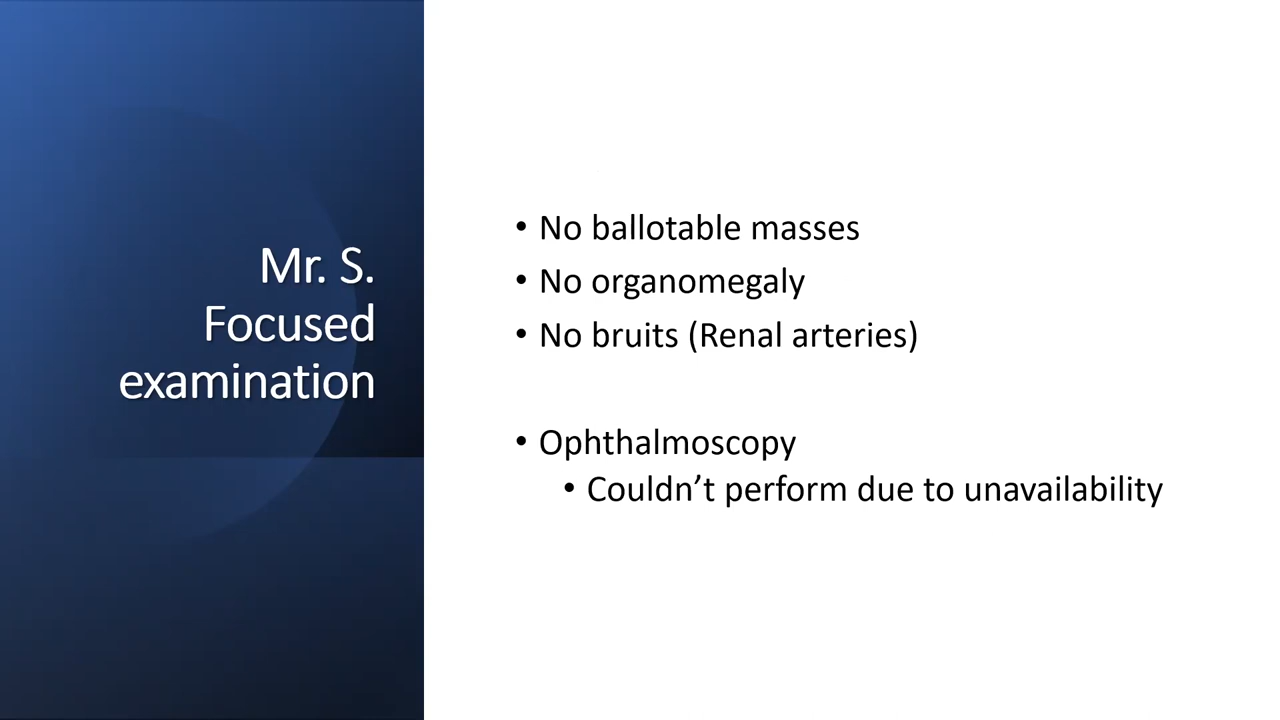 Mr. S.
Focused
examination
• No ballotable masses
• No organomegaly
• No bruits (Renal arteries)
• Ophthalmoscopy
• Couldn’t perform due to unavailability